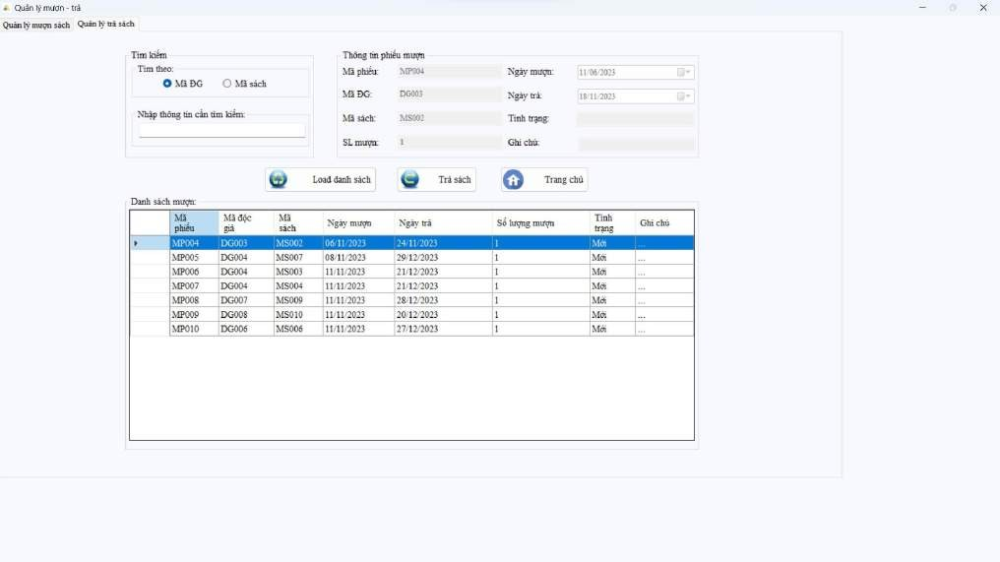 Quản lý mượn - trả
Quản lý mượn sách Quản lý trả sách
Tìm kiếm
Tìm theo:
Mã ĐG Mã sách
Nhập thông tin cần tìm kiếm:
Thông tin phiếu mượn
Mã phiếu: MP004 Ngày mượn: 11/06/2023
Mã ĐG: DG003 Ngày trả: 18/11/2023
Mã sách: MS002 Tình trạng:
SL mượn: 1 Ghi chú:
Load danh sách Trả sách Trang chủ
Danh sách mượn:
Mã phiếu Mã độc giả Mã sách Ngày mượn Ngày trả Số lượng mượn Tình trạng Ghi chú
MP004 DG003 MS002 06/11/2023 24/11/2023 1 Mới ...
MP005 DG004 MS007 08/11/2023 29/12/2023 1 Mới ...
MP006 DG004 MS003 11/11/2023 21/12/2023 1 Mới ...
MP007 DG004 MS004 11/11/2023 21/12/2023 1 Mới ...
MP008 DG007 MS009 11/11/2023 28/12/2023 1 Mới ...
MP009 DG008 MS010 11/11/2023 20/12/2023 1 Mới ...
MP010 DG006 MS006 11/11/2023 27/12/2023 1 Mới ...